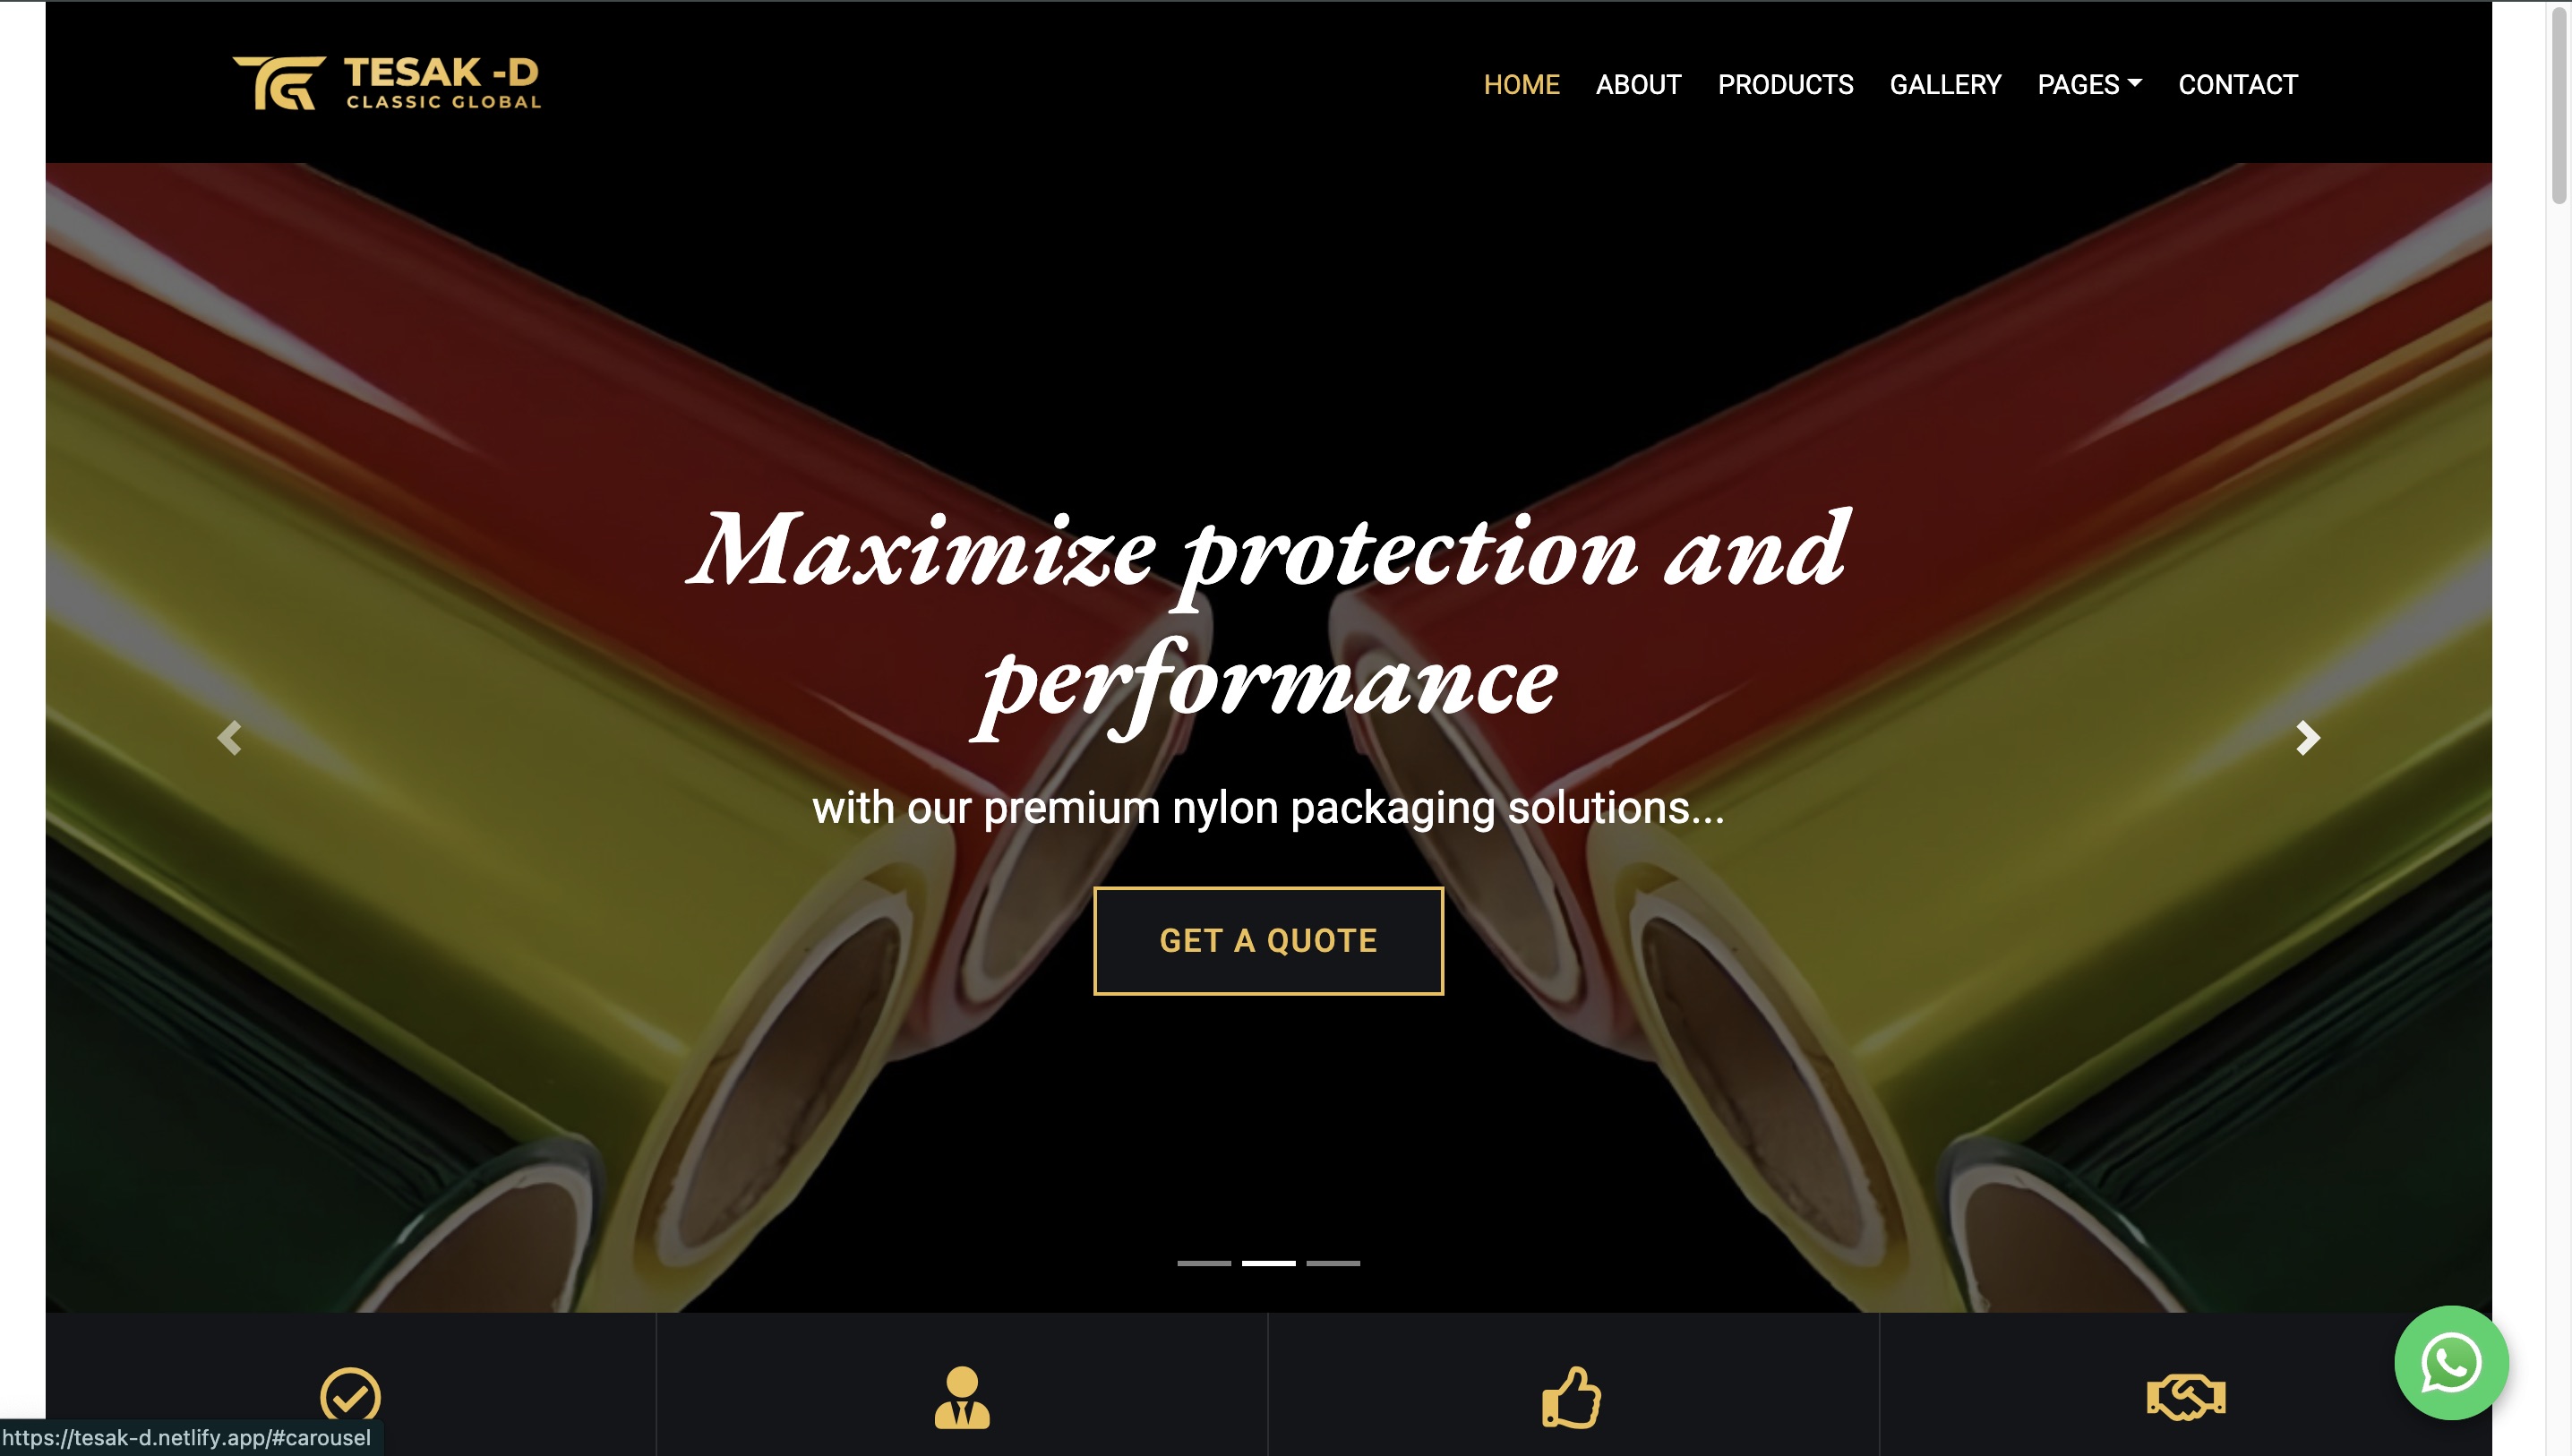 TESAK -D
CLASSIC GLOBAL
HOME ABOUT PRODUCTS GALLERY PAGES CONTACT
Maximize protection and
performance
with our premium nylon packaging solutions...
GET A QUOTE
https://tesak-d.netlify.app/#carousel